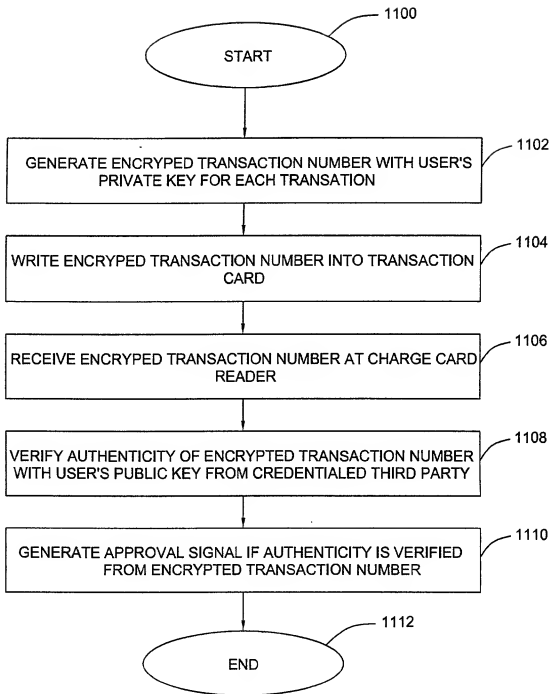 1100
START
1102
GENERATE ENCRYPED TRANSACTION NUMBER WITH USER'S
PRIVATE KEY FOR EACH TRANSATION
1104
WRITE ENCRYPED TRANSACTION NUMBER INTO TRANSACTION
CARD
1106
RECEIVE ENCRYPED TRANSACTION NUMBER AT CHARGE CARD
READER
1108
VERIFY AUTHENTICITY OF ENCRYPTED TRANSACTION NUMBER
WITH USER'S PUBLIC KEY FROM CREDENTIALED THIRD PARTY
1110
GENERATE APPROVAL SIGNAL IF AUTHENTICITY IS VERIFIED
FROM ENCRYPTED TRANSACTION NUMBER
1112
END